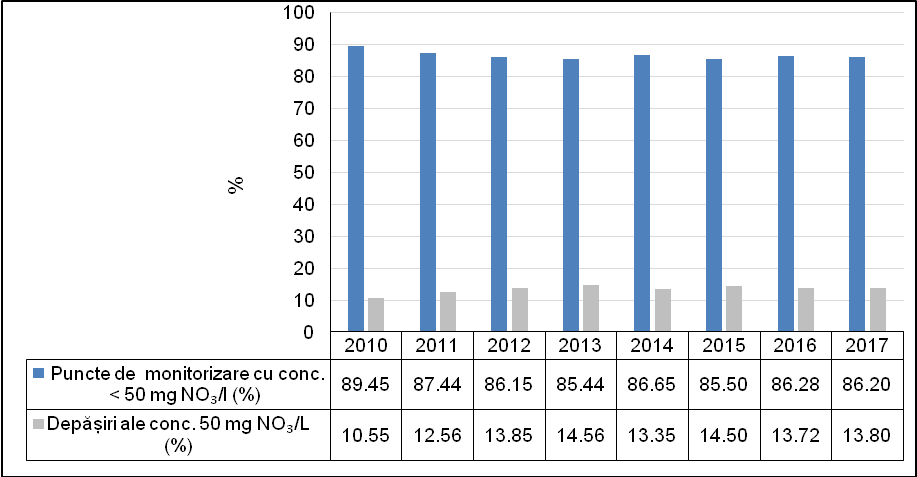 100
90
80
70
60
50
40
30
20
10
0
%
2010 2011 2012 2013 2014 2015 2016 2017
Puncte de monitorizare cu conc.
< 50 mg NO₃/l (%)
89.45 87.44 86.15 85.44 86.65 85.50 86.28 86.20
Depășiri ale conc. 50 mg NO₃/L
(%)
10.55 12.56 13.85 14.56 13.35 14.50 13.72 13.80